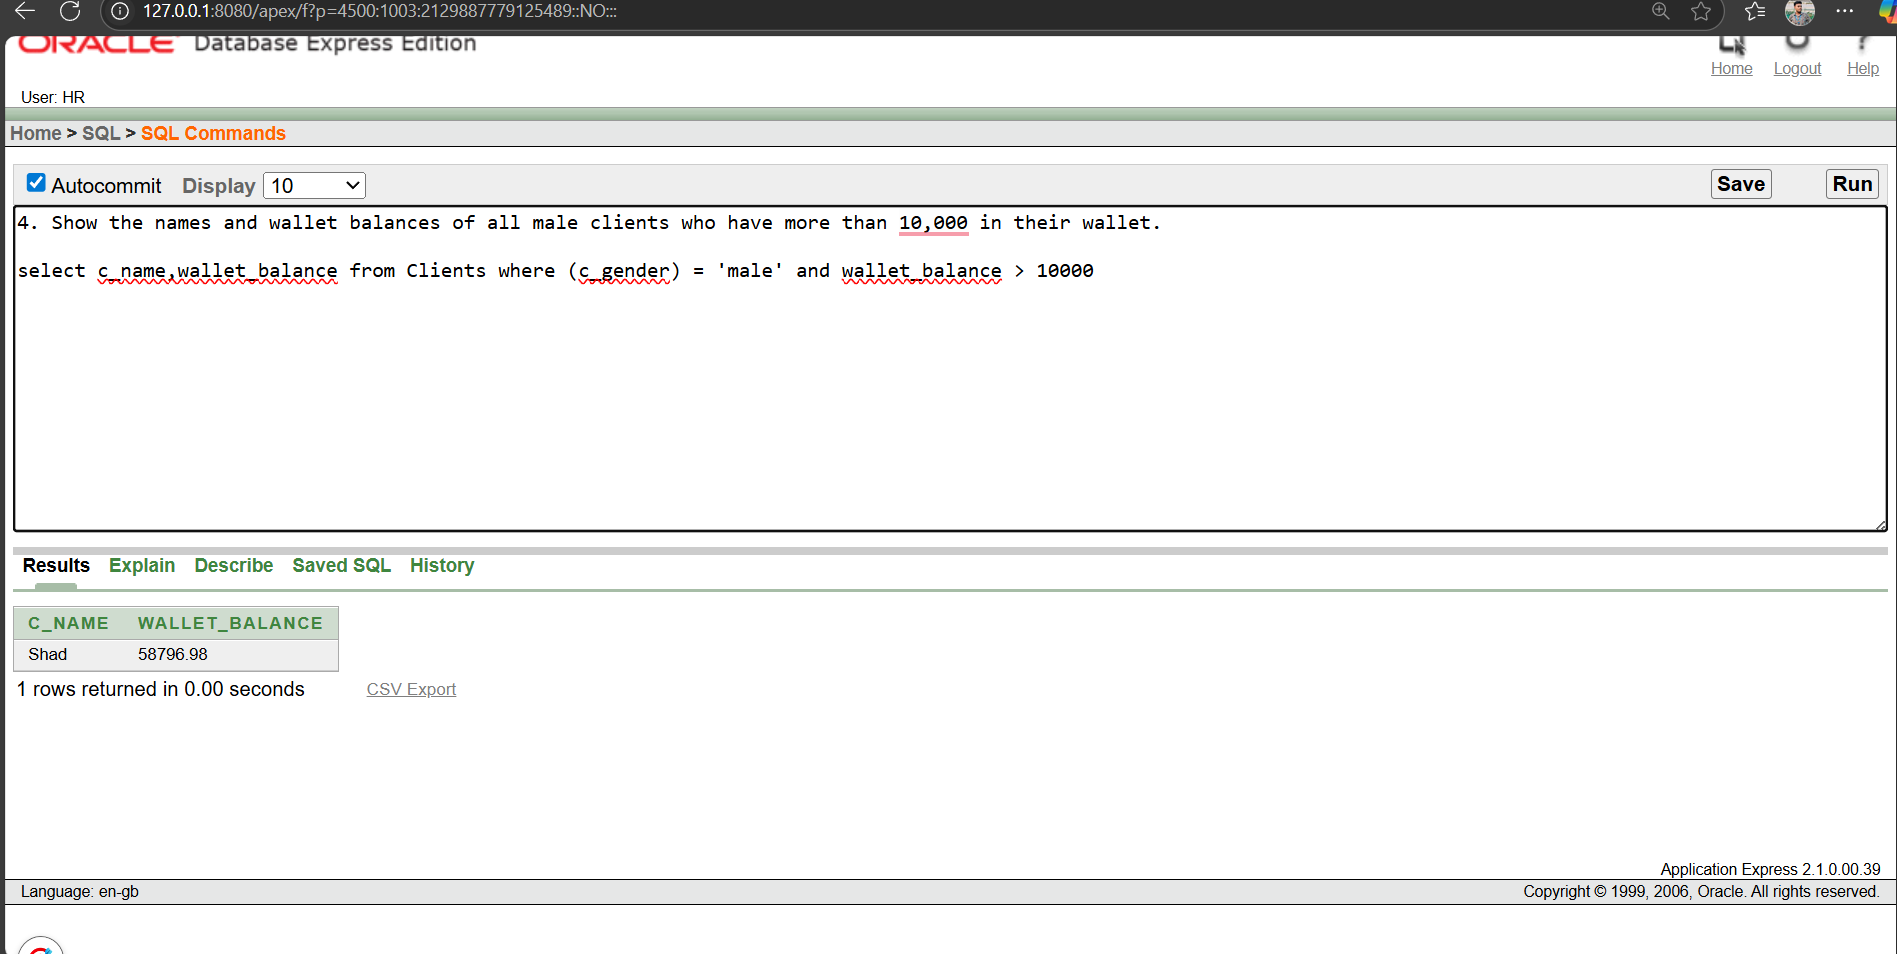 127.0.0.1:8080/apex/f?p=4500:1003:2129887779125489::NO:::
ORACLE Database Express Edition
Home Logout Help
User: HR
Home > SQL > SQL Commands
Autocommit Display 10 Save Run
4. Show the names and wallet balances of all male clients who have more than 10,000 in their wallet.
select c_name,wallet_balance from Clients where (c_gender) = 'male' and wallet_balance > 10000
Results Explain Describe Saved SQL History
C_NAME WALLET_BALANCE
Shad 58796.98
1 rows returned in 0.00 seconds CSV Export
Application Express 2.1.0.00.39
Language: en-gb Copyright © 1999, 2006, Oracle. All rights reserved.